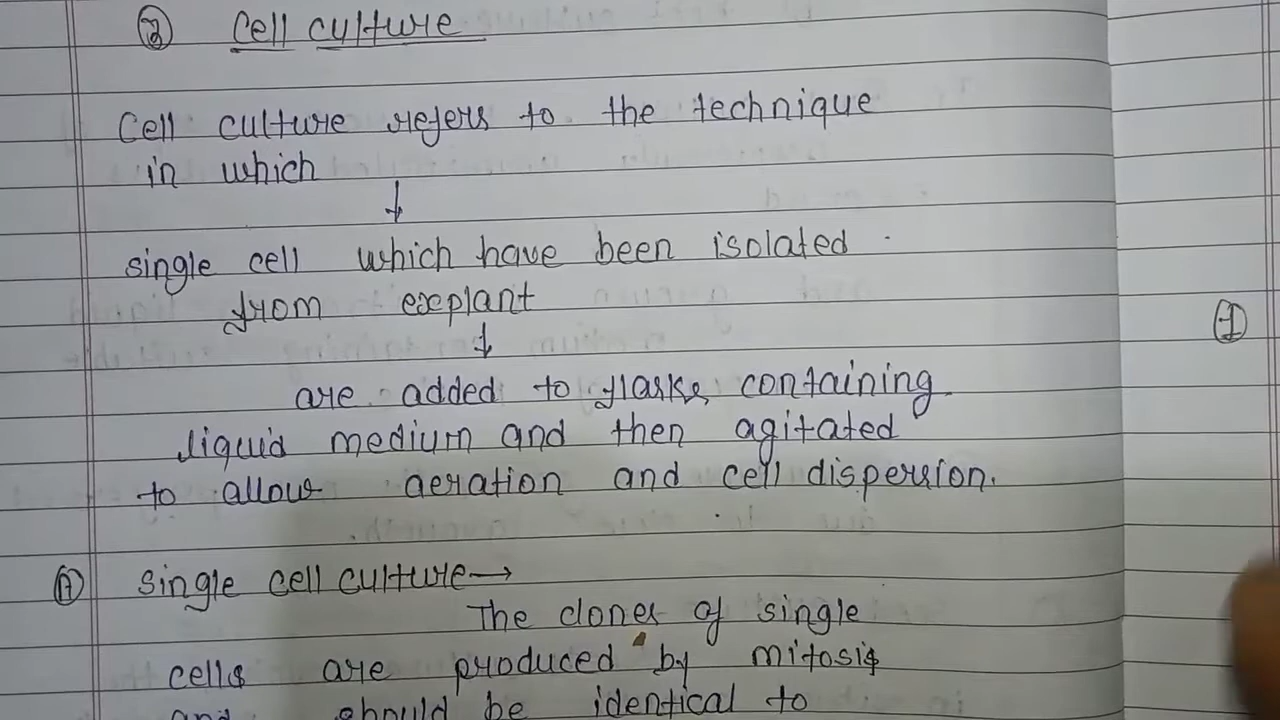 ② Cell culture
Cell culture refers to the technique
in which
↓
single cell which have been isolated
from explant
↓
are added to flasks containing
liquid medium and then agitated
to allow aeration and cell dispersion.
Ⓐ Single cell culture →
The clones of single
cells are produced by mitosis
and should be identical to
①